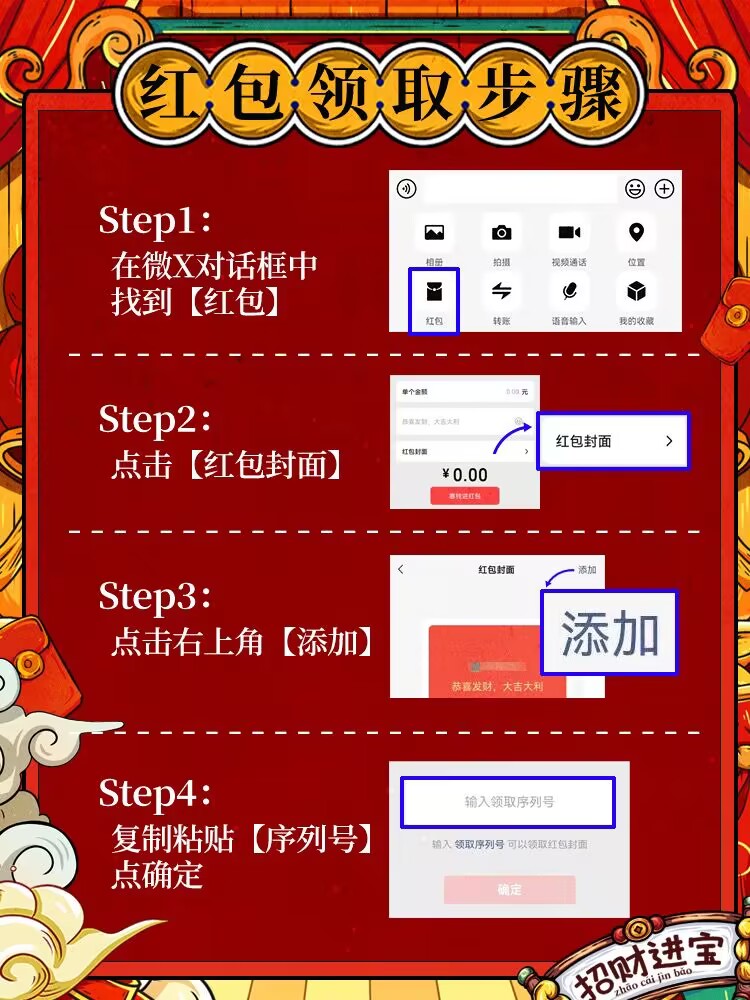 红包领取步骤
Step1：
在微X对话框中
找到【红包】
相册
拍摄
视频通话
位置
红包
转账
语音输入
我的收藏
Step2：
点击【红包封面】
单个金额
0.00 元
恭喜发财，大吉大利
红包封面
¥0.00
红包封面
Step3：
点击右上角【添加】
红包封面
添加
添加
恭喜发财，大吉大利
Step4：
复制粘贴【序列号】
点确定
输入领取序列号
输入 领取序列号 可以领取红包封面
确定
招财进宝
zhāo cái jìn bǎo